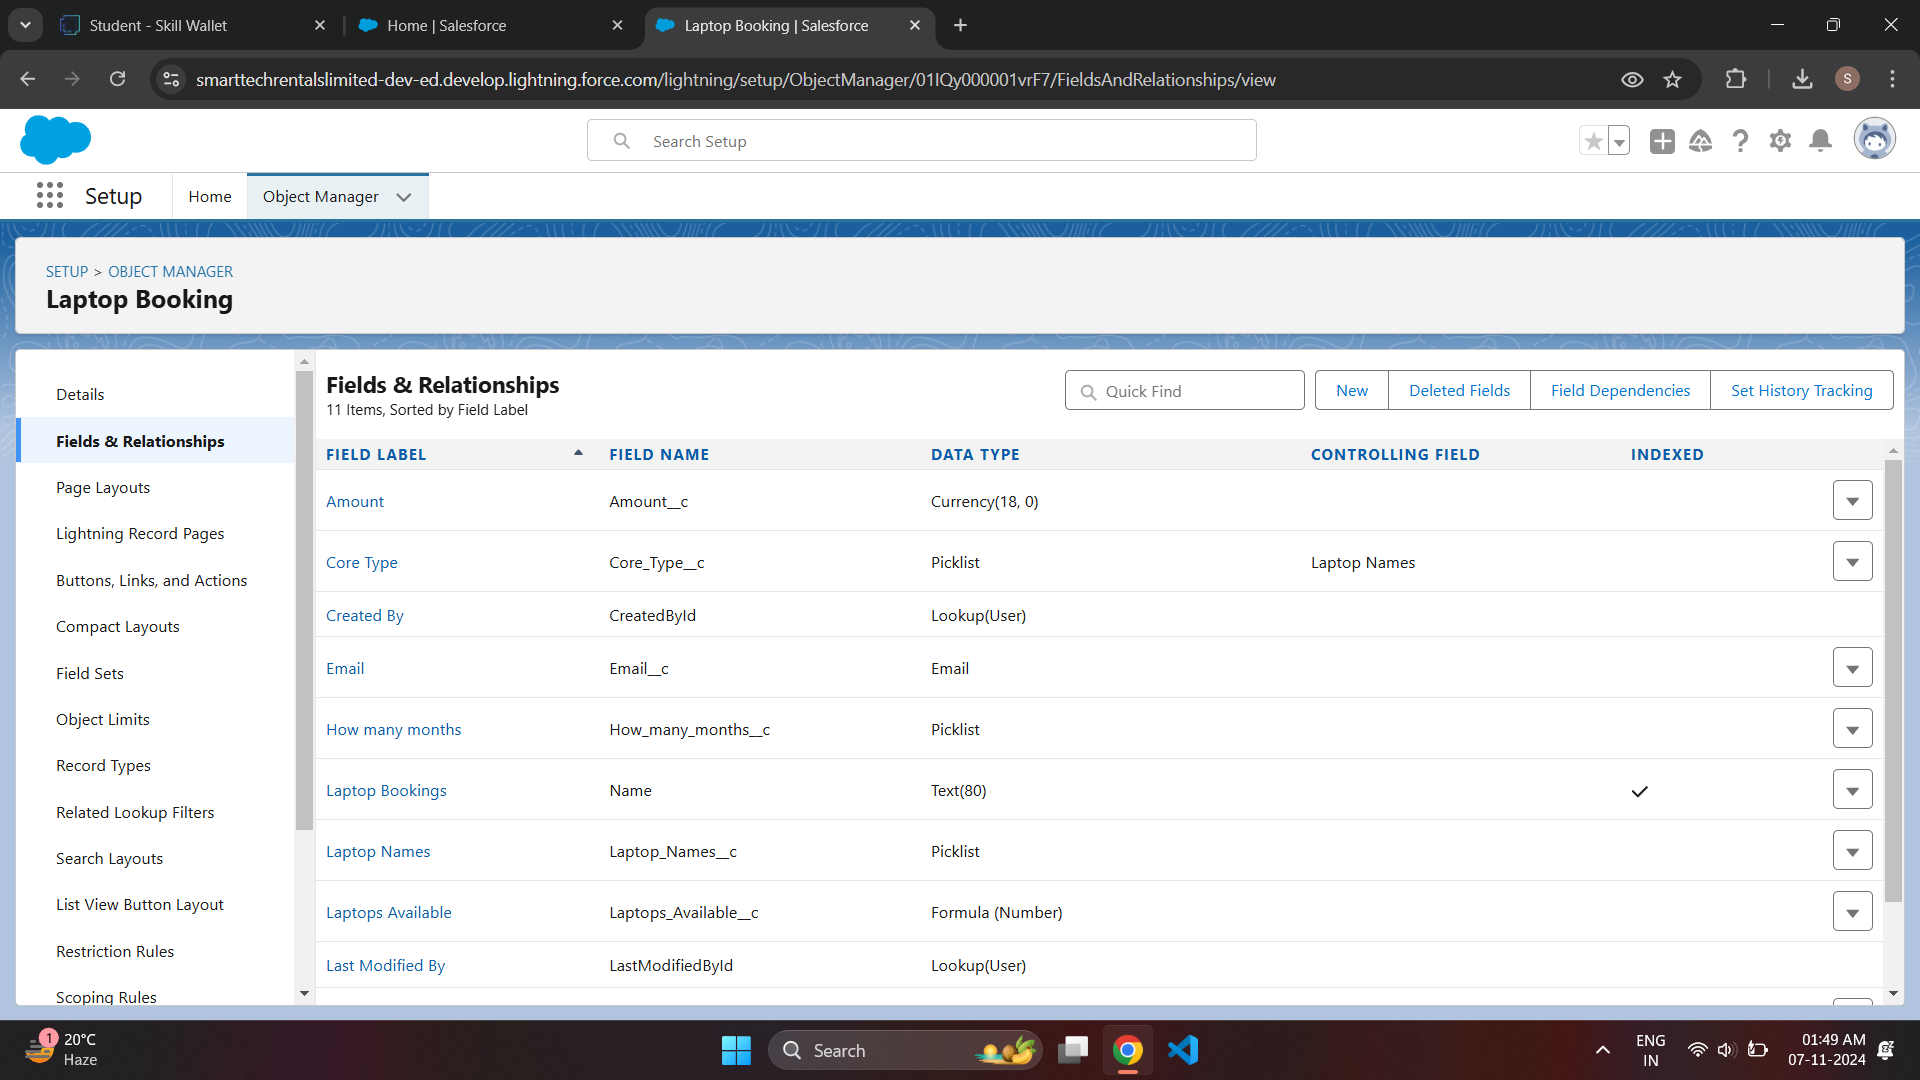 Student - Skill Wallet
Home | Salesforce
Laptop Booking | Salesforce
smarttechrentalslimited-dev-ed.develop.lightning.force.com/lightning/setup/ObjectManager/01IQy000001vrF7/FieldsAndRelationships/view
S
Search Setup
Setup
Home
Object Manager
SETUP > OBJECT MANAGER
Laptop Booking
Details
Fields & Relationships
Page Layouts
Lightning Record Pages
Buttons, Links, and Actions
Compact Layouts
Field Sets
Object Limits
Record Types
Related Lookup Filters
Search Layouts
List View Button Layout
Restriction Rules
Scoping Rules
Fields & Relationships
11 Items, Sorted by Field Label
Quick Find
New
Deleted Fields
Field Dependencies
Set History Tracking
FIELD LABEL FIELD NAME DATA TYPE CONTROLLING FIELD INDEXED
Amount Amount__c Currency(18, 0)
Core Type Core_Type__c Picklist Laptop Names
Created By CreatedById Lookup(User)
Email Email__c Email
How many months How_many_months__c Picklist
Laptop Bookings Name Text(80)
Laptop Names Laptop_Names__c Picklist
Laptops Available Laptops_Available__c Formula (Number)
Last Modified By LastModifiedById Lookup(User)
1
20°C
Haze
Search
ENG
IN
01:49 AM
07-11-2024